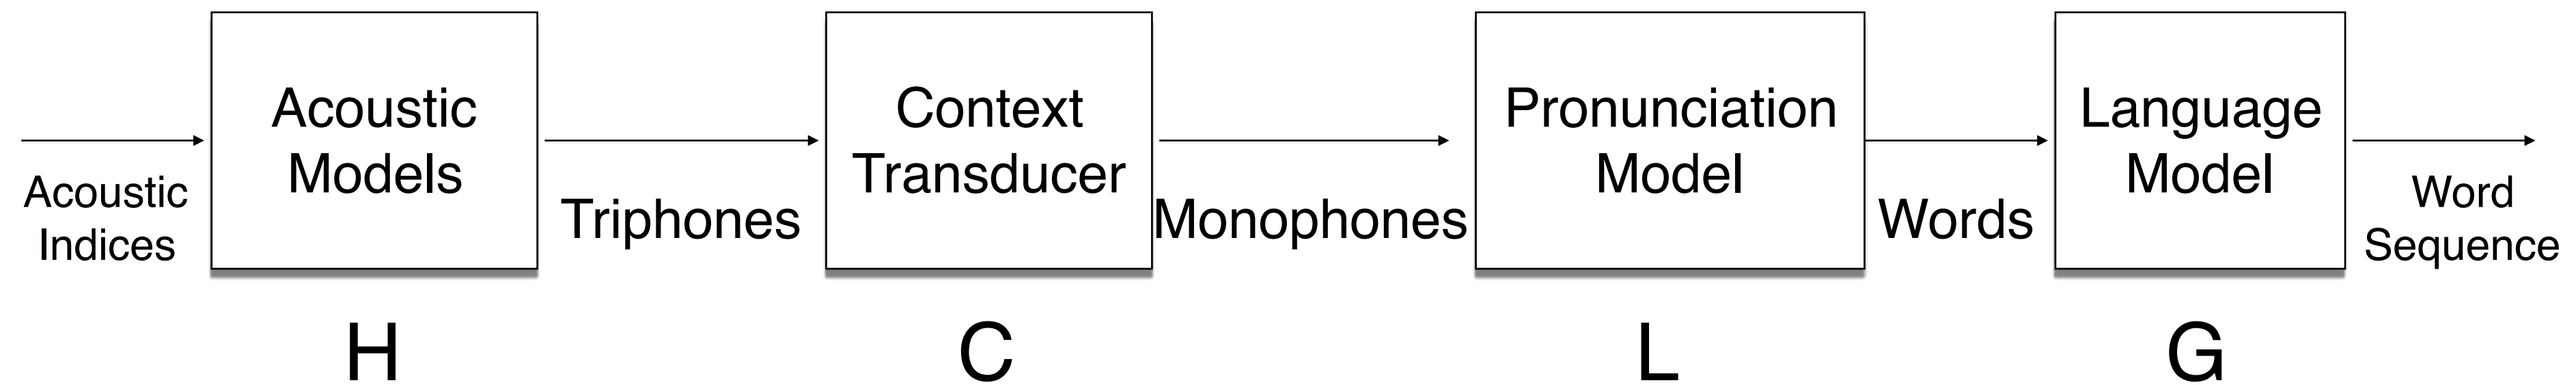 Acoustic
Indices
Acoustic
Models
H
Triphones
Context
Transducer
C
Monophones
Pronunciation
Model
L
Words
Language
Model
G
Word
Sequence